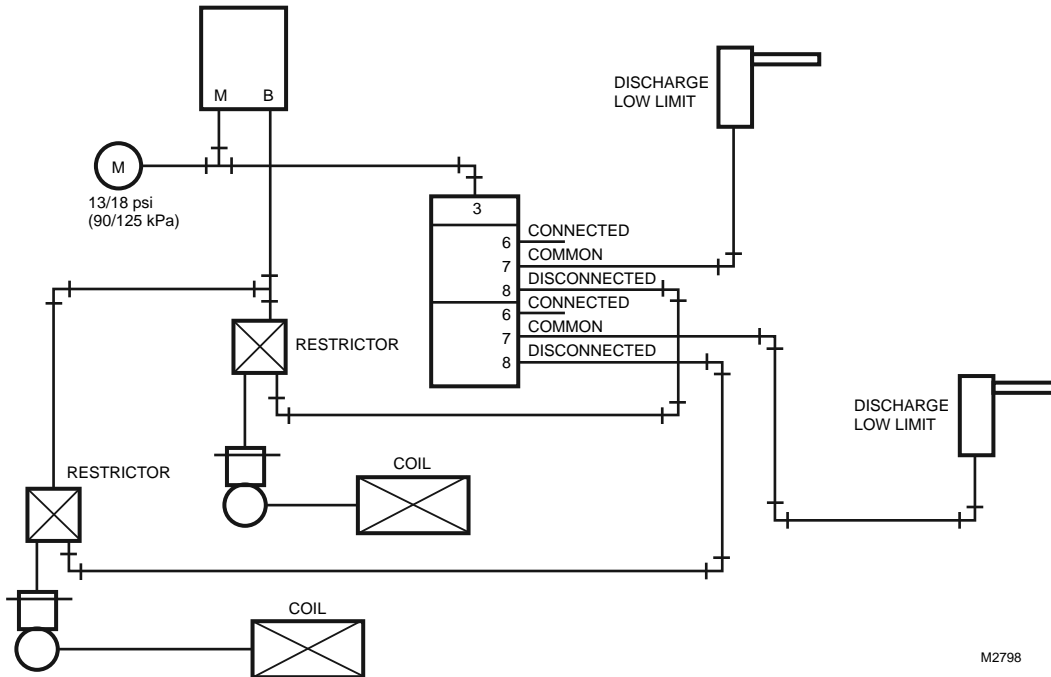 M B
DISCHARGE
LOW LIMIT
M
13/18 psi
(90/125 kPa)
3
6 CONNECTED
7 COMMON
8 DISCONNECTED
6 CONNECTED
7 COMMON
8 DISCONNECTED
RESTRICTOR
DISCHARGE
LOW LIMIT
RESTRICTOR
COIL
COIL
M2798